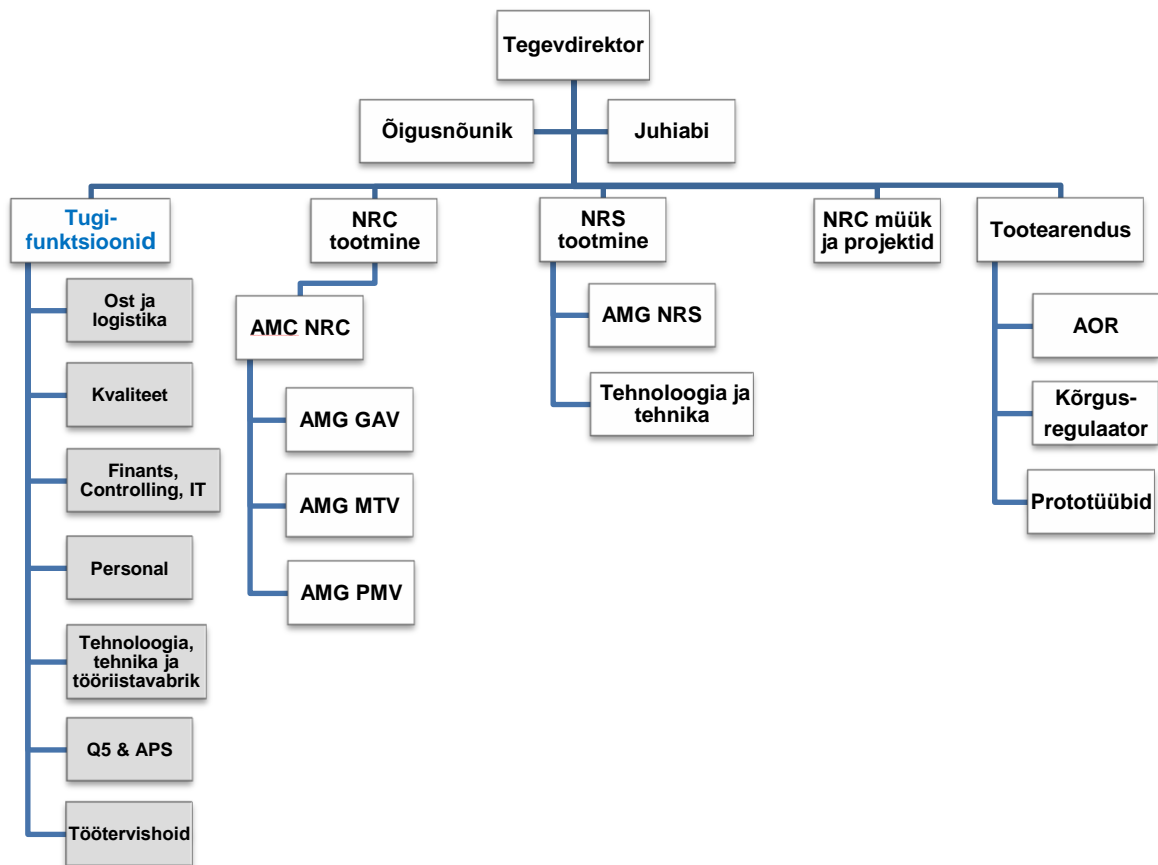 Tegevdirektor
Õigusnõunik
Juhiabi
Tugi-
funktsioonid
NRC
tootmine
NRS
tootmine
NRC müük
ja projektid
Tootearendus
Ost ja
logistika
Kvaliteet
Finants,
Controlling, IT
Personal
Tehnoloogia,
tehnika ja
tööriistavabrik
Q5 & APS
Töötervishoid
AMC NRC
AMG GAV
AMG MTV
AMG PMV
AMG NRS
Tehnoloogia ja
tehnika
AOR
Kõrgus-
regulaator
Prototüübid